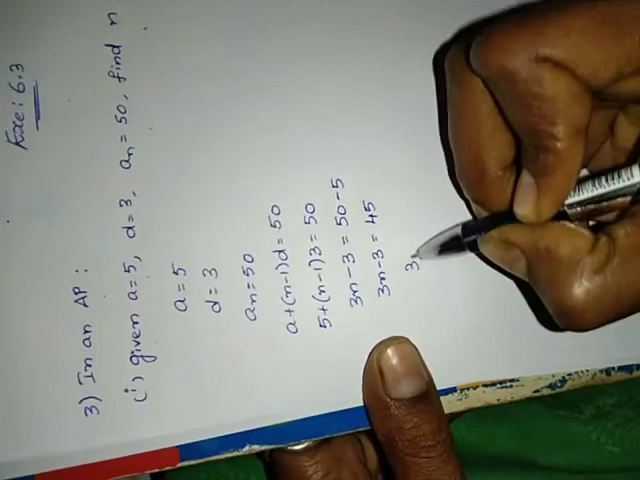 Exe: 6.3
3) In an AP:
(i) given a=5, d=3, an = 50, find n
a=5
d=3
an=50
a+(n-1)d=50
5+(n-1)3=50
3n-3=50-5
3n-3=45
3